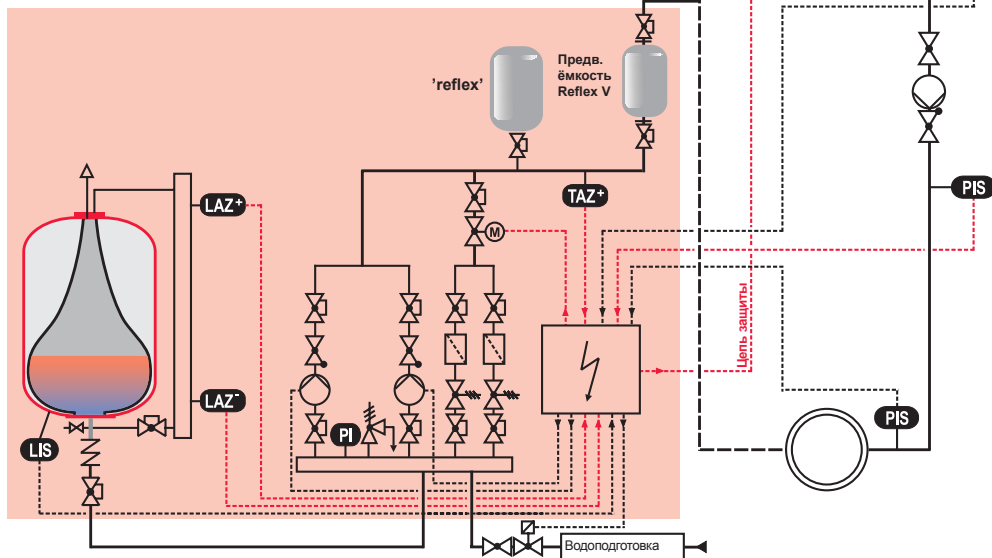 Предв.
ёмкость
Reflex V
'reflex'
LAZ+
TAZ+
PIS
M
Цепь защиты
LAZ-
PIS
PI
LIS
Водоподготовка